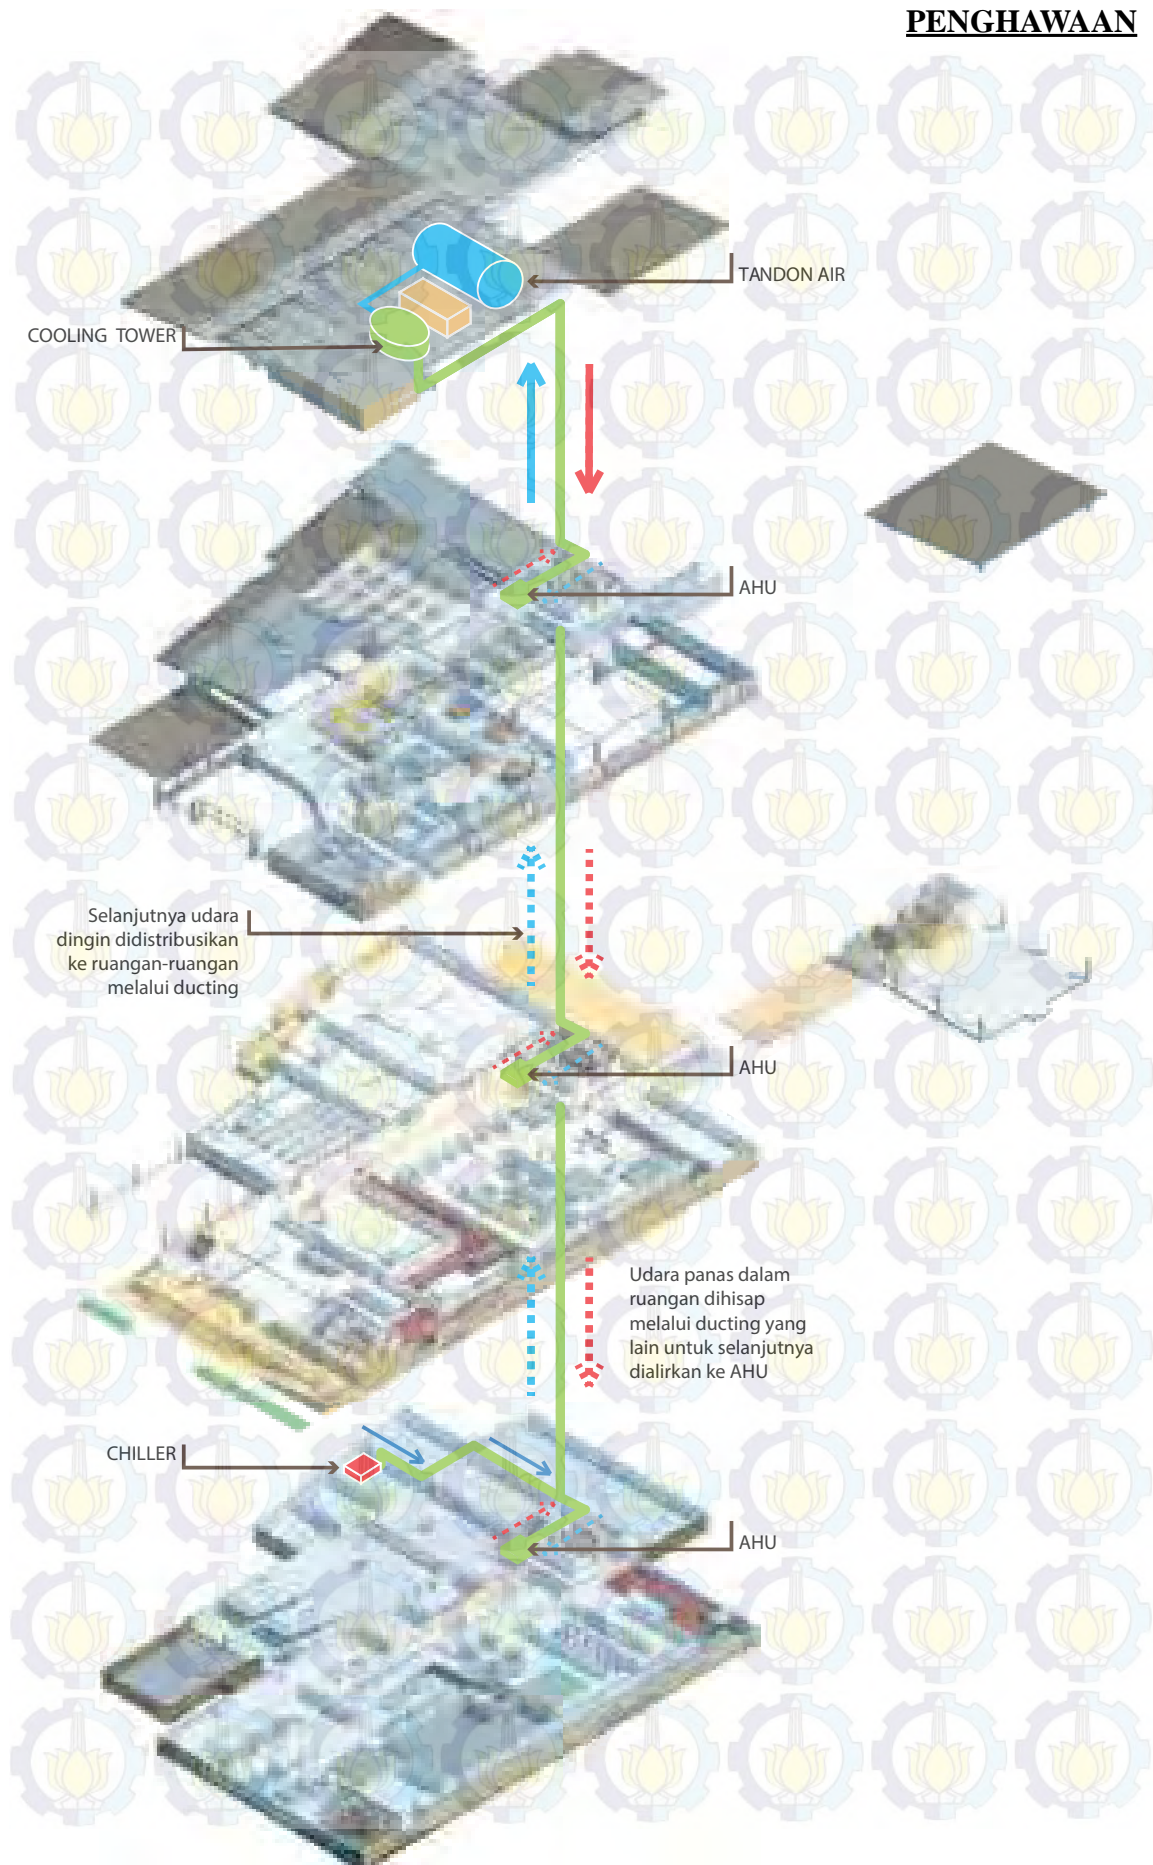 PENGHAWAAN
TANDON AIR
COOLING TOWER
AHU
Selanjutnya udara
dingin didistribusikan
ke ruangan-ruangan
melalui ducting
AHU
Udara panas dalam
ruangan dihisap
melalui ducting yang
lain untuk selanjutnya
dialirkan ke AHU
CHILLER
AHU